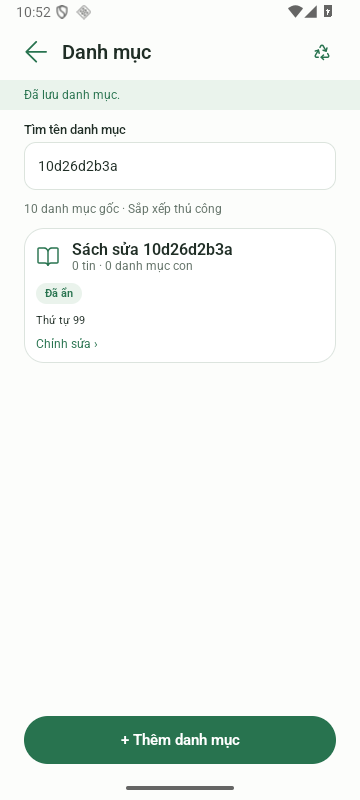 10:52
Danh mục
Đã lưu danh mục.
Tìm tên danh mục
10d26d2b3a
10 danh mục gốc · Sắp xếp thủ công
Sách sửa 10d26d2b3a
0 tin · 0 danh mục con
Đã ẩn
Thứ tự 99
Chỉnh sửa ›
+ Thêm danh mục